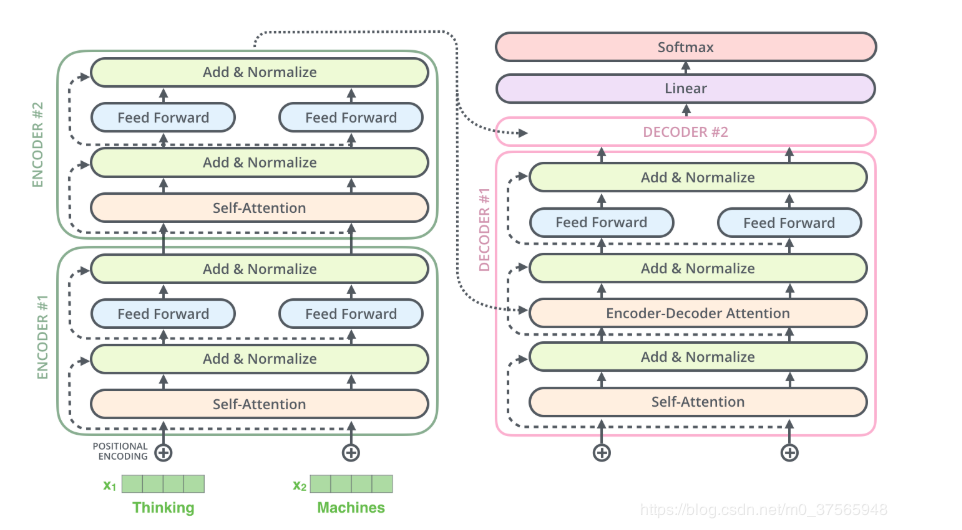 ENCODER #2
Add & Normalize
Feed Forward
Feed Forward
Add & Normalize
Self-Attention
ENCODER #1
Add & Normalize
Feed Forward
Feed Forward
Add & Normalize
Self-Attention
POSITIONAL
ENCODING
x₁
x₂
Thinking
Machines
Softmax
Linear
DECODER #2
DECODER #1
Add & Normalize
Feed Forward
Feed Forward
Add & Normalize
Encoder-Decoder Attention
Add & Normalize
Self-Attention
https://blog.csdn.net/m0_37565948